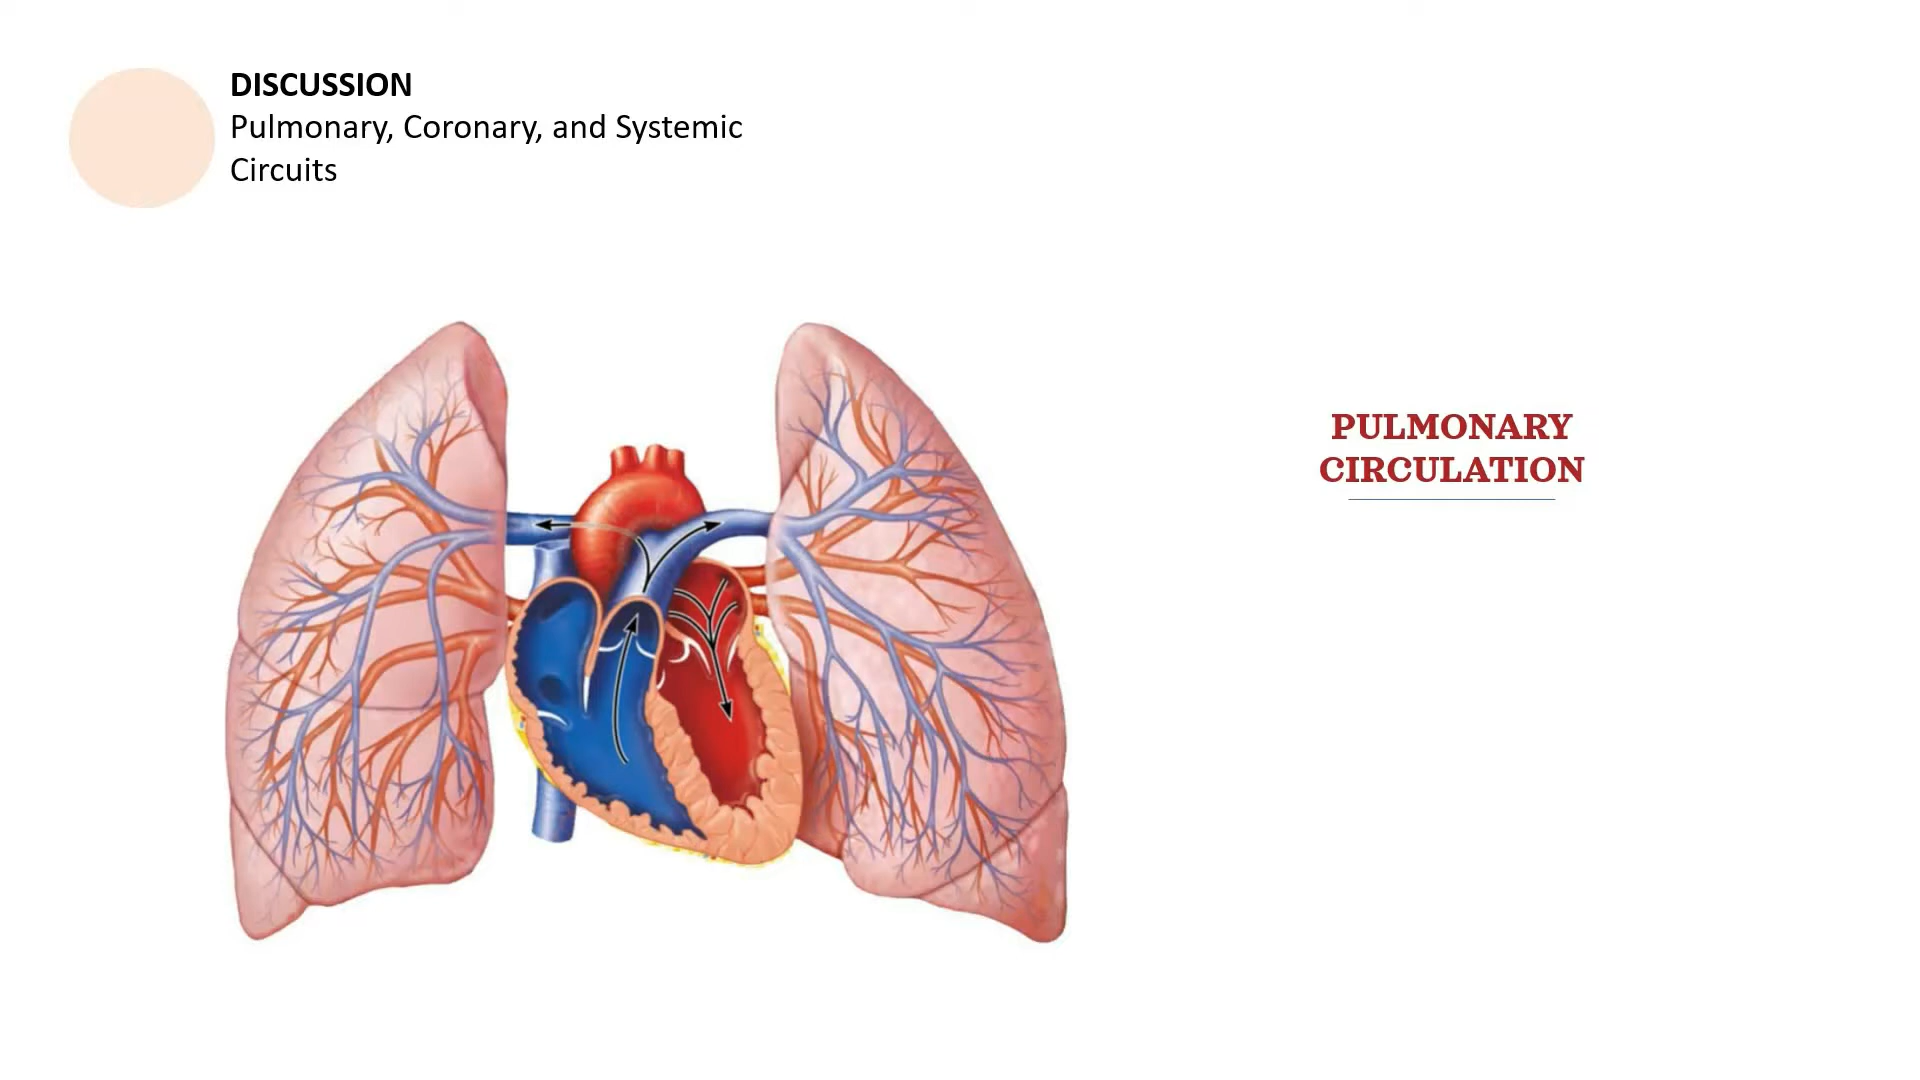 DISCUSSION
Pulmonary, Coronary, and Systemic
Circuits
PULMONARY
CIRCULATION